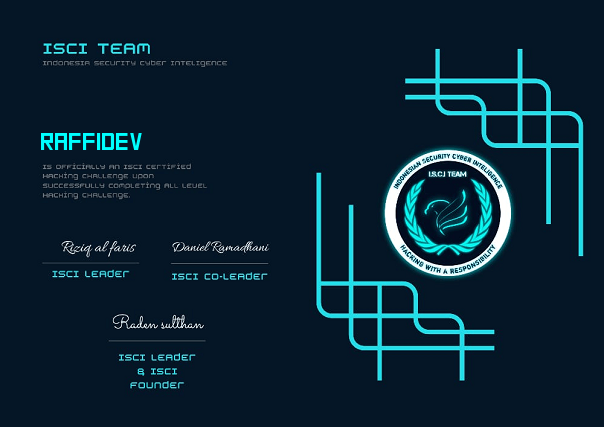 ISCI TEAM
INDONESIA SECURITY CYBER INTELIGENCE
RAFFIDEV
IS OFFICIALLY AN ISCI CERTIFIED
HACKING CHALLENGE UPON
SUCCESSFULLY COMPLETING ALL LEVEL
HACKING CHALLENGE.
Riziq al faris
ISCI LEADER
Daniel Ramadhani
ISCI CO-LEADER
Raden sulthan
ISCI LEADER
& ISCI
FOUNDER
INDONESIAN SECURITY CYBER INTELIGENCE
I.S.C.I TEAM
HACKING WITH A RESPONSIBILITY